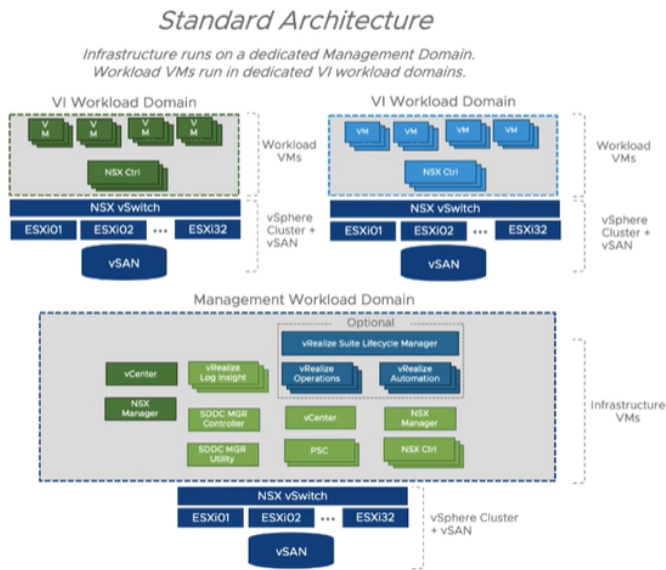 Standard Architecture
Infrastructure runs on a dedicated Management Domain.
Workload VMs run in dedicated VI workload domains.
VI Workload Domain
V V V V
M M M M
NSX Ctrl
Workload
VMs
NSX vSwitch
ESXi01 ESXi02 ••• ESXi32
vSAN
vSphere
Cluster +
vSAN
VI Workload Domain
VM VM VM VM
NSX Ctrl
Workload
VMs
NSX vSwitch
ESXi01 ESXi02 ••• ESXi32
vSAN
vSphere
Cluster +
vSAN
Management Workload Domain
Optional
vRealize Suite Lifecycle Manager
vCenter
vRealize
Log Insight
vRealize
Operations
vRealize
Automation
NSX
Manager
SDDC MGR
Controller
vCenter
NSX
Manager
SDDC MGR
Utility
PSC
NSX Ctrl
Infrastructure
VMs
NSX vSwitch
ESXi01 ESXi02 ••• ESXi32
vSAN
vSphere Cluster
+ vSAN